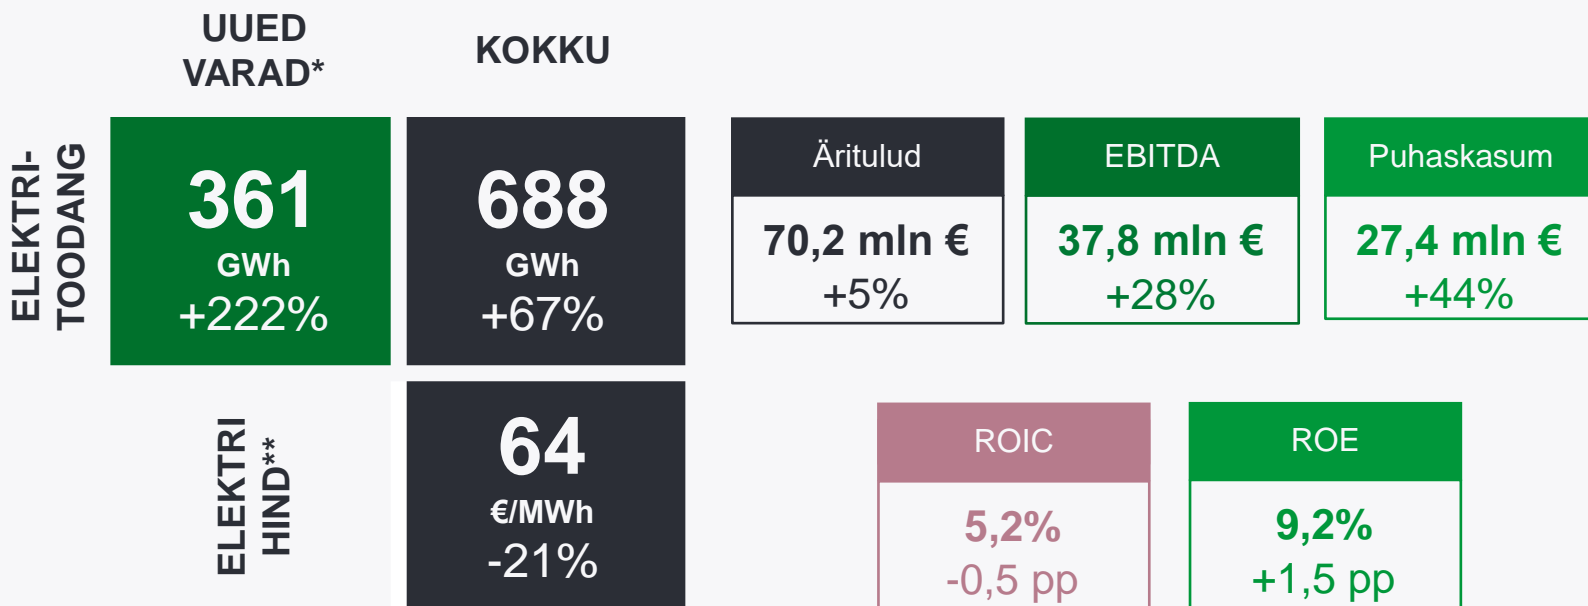 UUED
VARAD*
KOKKU
ELEKTRI-
TOODANG
361
GWh
+222%
688
GWh
+67%
Äritulud
70,2 mln €
+5%
EBITDA
37,8 mln €
+28%
Puhaskasum
27,4 mln €
+44%
ELEKTRI
HIND**
64
€/MWh
-21%
ROIC
5,2%
-0,5 pp
ROE
9,2%
+1,5 pp